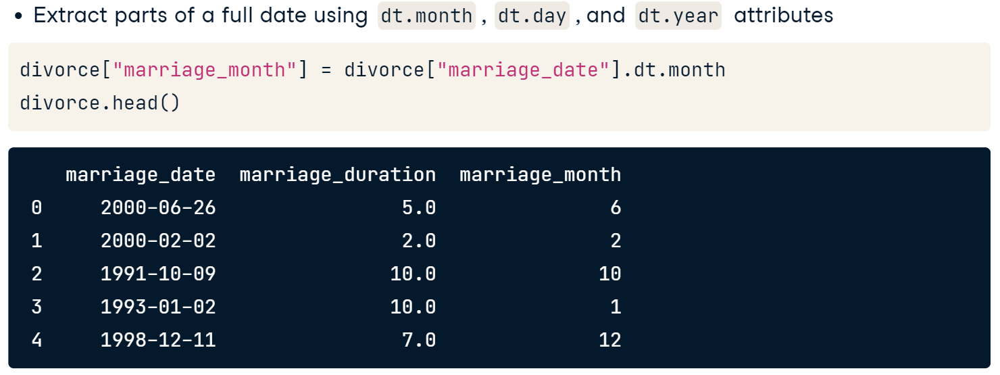 • Extract parts of a full date using dt.month , dt.day , and dt.year attributes
divorce["marriage_month"] = divorce["marriage_date"].dt.month
divorce.head()
marriage_date marriage_duration marriage_month
0 2000-06-26 5.0 6
1 2000-02-02 2.0 2
2 1991-10-09 10.0 10
3 1993-01-02 10.0 1
4 1998-12-11 7.0 12